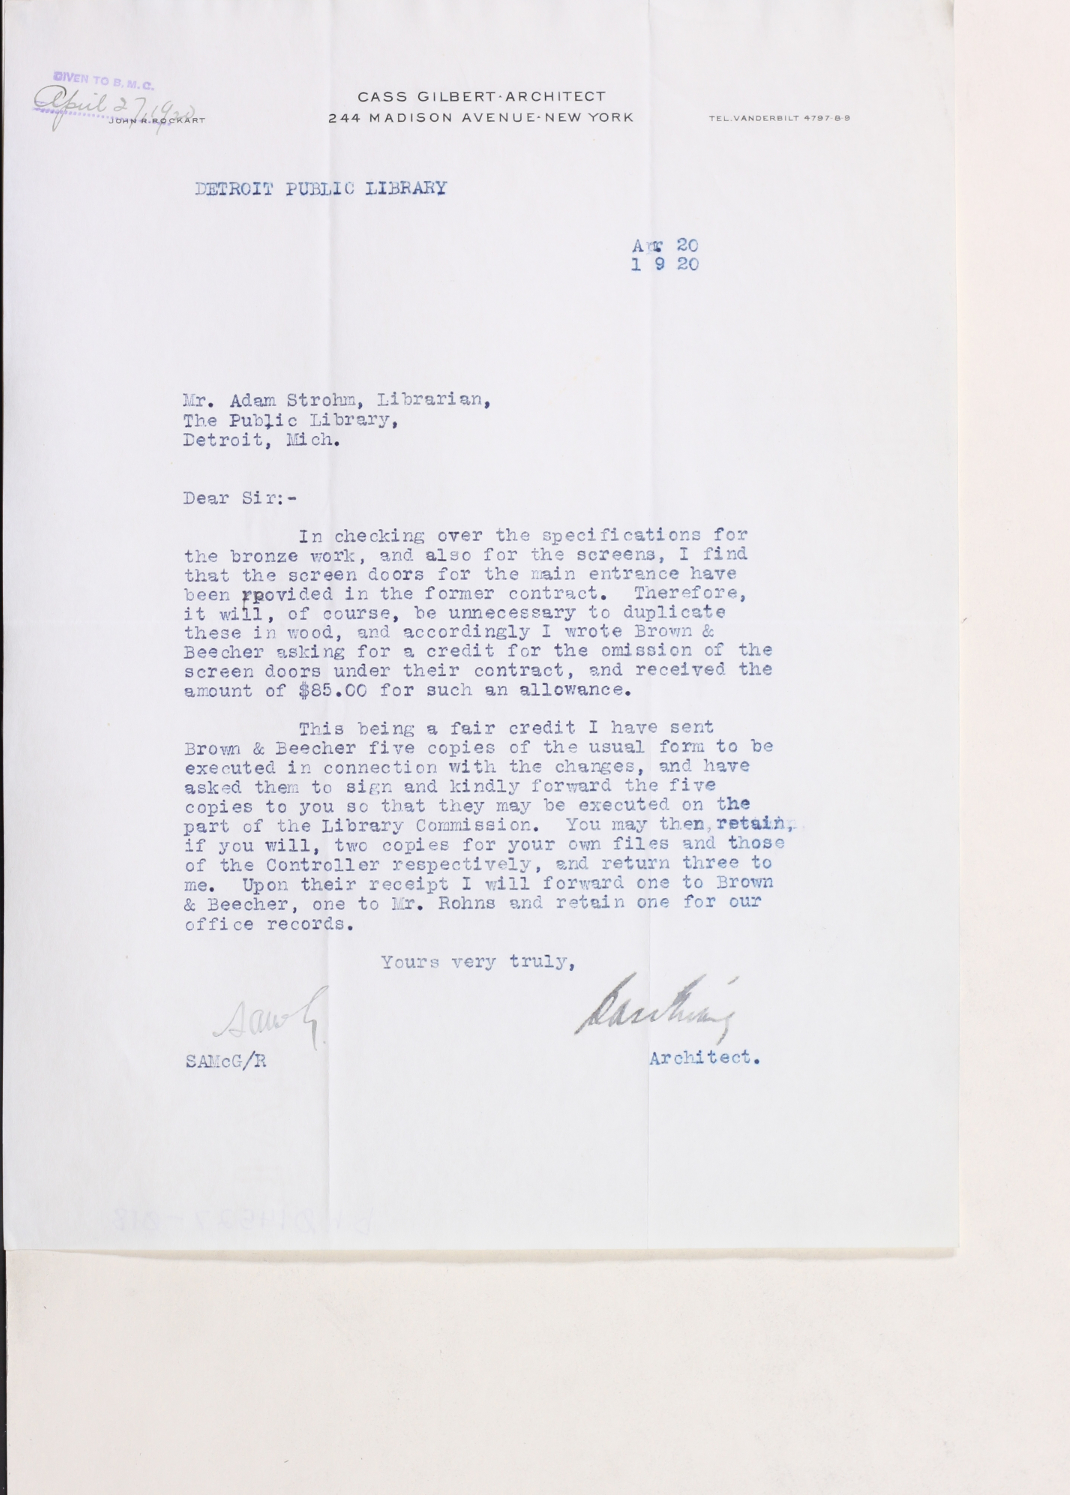 GIVEN TO B. M. C.
April 27, 1920
JOHN R. ROCKART
CASS GILBERT·ARCHITECT
244 MADISON AVENUE·NEW YORK
TEL. VANDERBILT 4797-8-9
DETROIT PUBLIC LIBRARY
Apr 20
1 9 20
Mr. Adam Strohm, Librarian,
The Public Library,
Detroit, Mich.
Dear Sir:-
In checking over the specifications for
the bronze work, and also for the screens, I find
that the screen doors for the main entrance have
been rpovided in the former contract. Therefore,
it will, of course, be unnecessary to duplicate
these in wood, and accordingly I wrote Brown &
Beecher asking for a credit for the omission of the
screen doors under their contract, and received the
amount of $85.00 for such an allowance.
This being a fair credit I have sent
Brown & Beecher five copies of the usual form to be
executed in connection with the changes, and have
asked them to sign and kindly forward the five
copies to you so that they may be executed on the
part of the Library Commission. You may then, retain,
if you will, two copies for your own files and those
of the Controller respectively, and return three to
me. Upon their receipt I will forward one to Brown
& Beecher, one to Mr. Rohns and retain one for our
office records.
Yours very truly,
SAMcG/R
Architect.